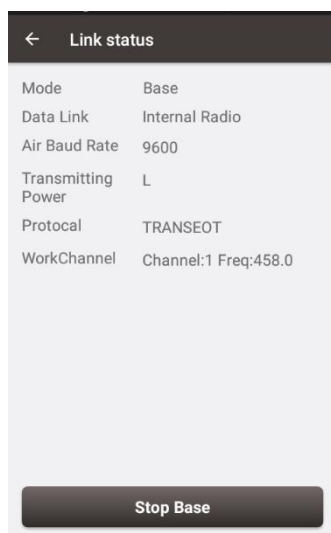 ← Link status
Mode Base
Data Link Internal Radio
Air Baud Rate 9600
Transmitting L
Power
Protocal TRANSEOT
WorkChannel Channel:1 Freq:458.0
Stop Base